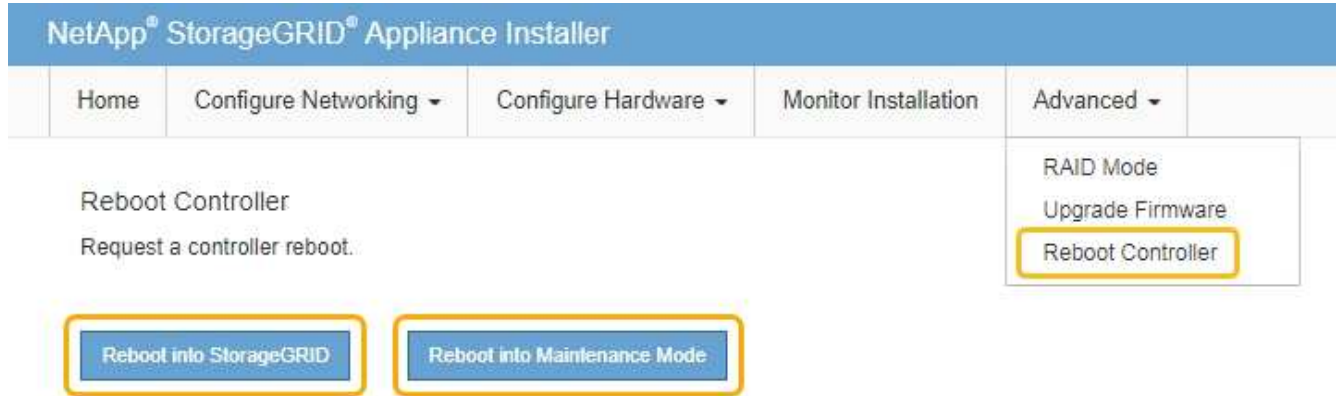 NetApp® StorageGRID® Appliance Installer
Home Configure Networking Configure Hardware Monitor Installation Advanced
RAID Mode
Upgrade Firmware
Reboot Controller
Reboot Controller
Request a controller reboot.
Reboot into StorageGRID Reboot into Maintenance Mode